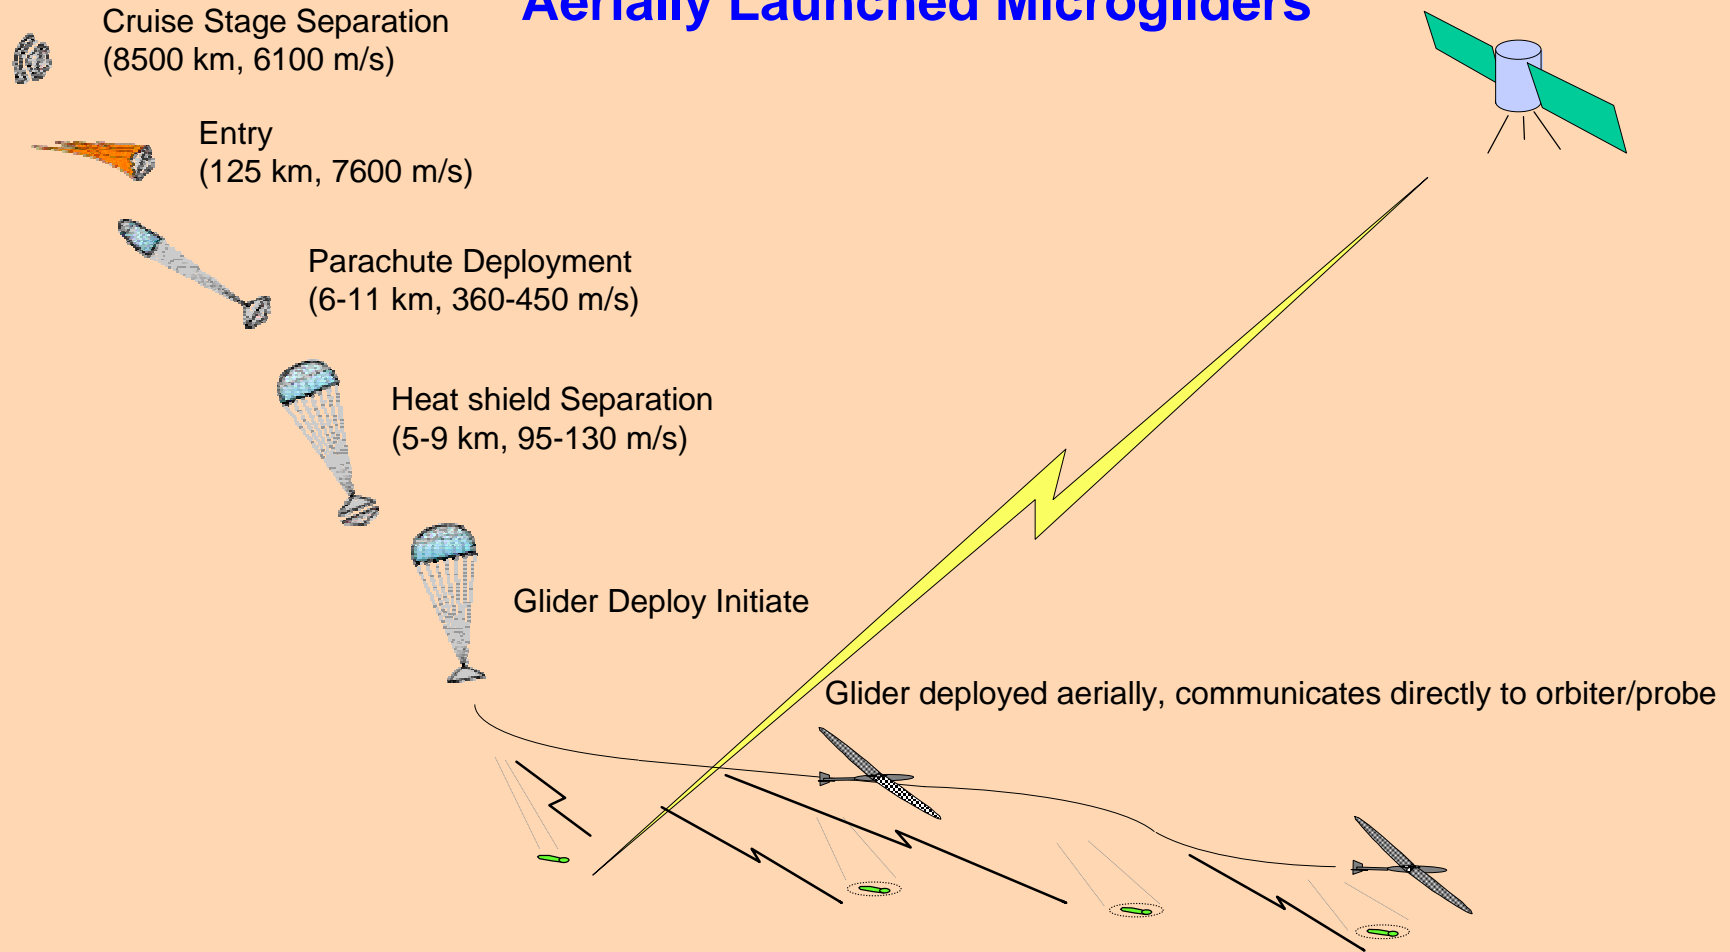 Aerially Launched Microgliders
Cruise Stage Separation
(8500 km, 6100 m/s)
Entry
(125 km, 7600 m/s)
Parachute Deployment
(6-11 km, 360-450 m/s)
Heat shield Separation
(5-9 km, 95-130 m/s)
Glider Deploy Initiate
Glider deployed aerially, communicates directly to orbiter/probe